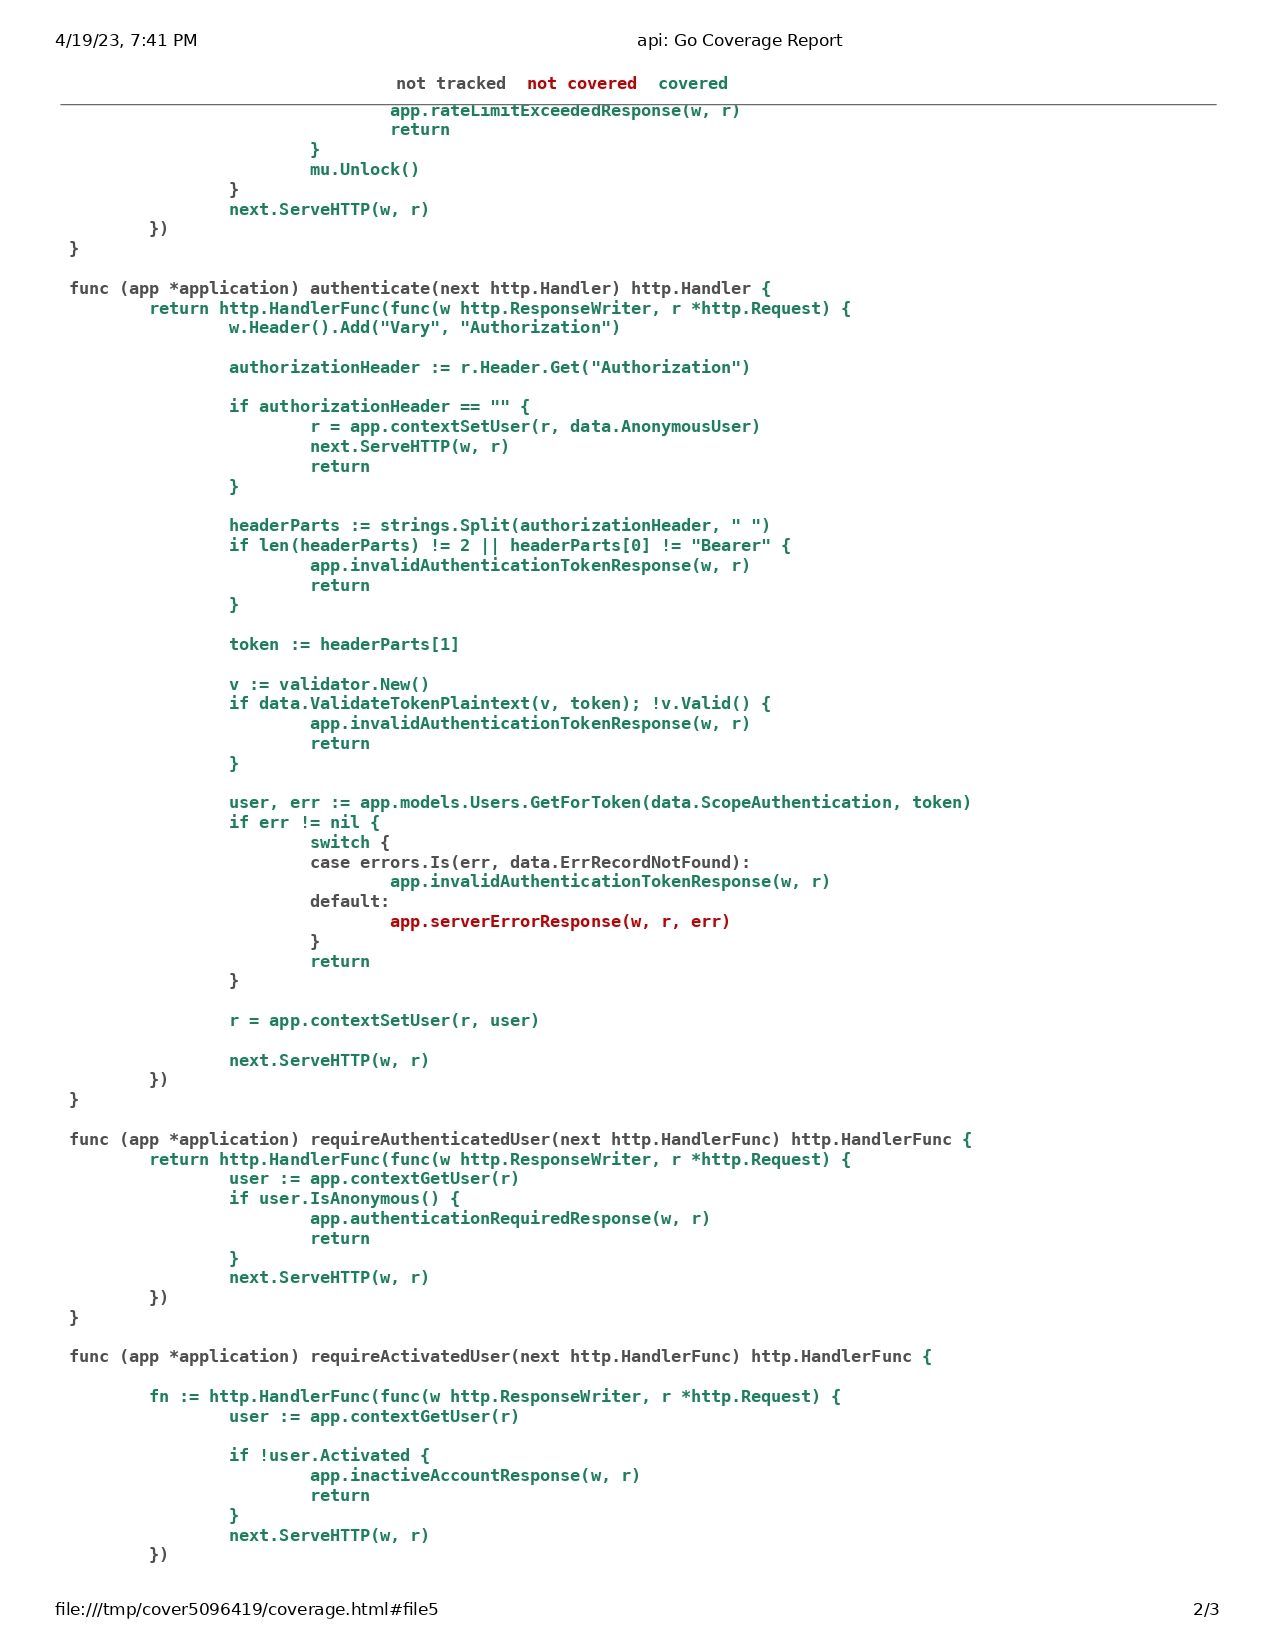 4/19/23, 7:41 PM api: Go Coverage Report
not tracked not covered covered
app.rateLimitExceededResponse(w, r)
return
}
mu.Unlock()
}
next.ServeHTTP(w, r)
})
}
func (app *application) authenticate(next http.Handler) http.Handler {
return http.HandlerFunc(func(w http.ResponseWriter, r *http.Request) {
w.Header().Add("Vary", "Authorization")
authorizationHeader := r.Header.Get("Authorization")
if authorizationHeader == "" {
r = app.contextSetUser(r, data.AnonymousUser)
next.ServeHTTP(w, r)
return
}
headerParts := strings.Split(authorizationHeader, " ")
if len(headerParts) != 2 || headerParts[0] != "Bearer" {
app.invalidAuthenticationTokenResponse(w, r)
return
}
token := headerParts[1]
v := validator.New()
if data.ValidateTokenPlaintext(v, token); !v.Valid() {
app.invalidAuthenticationTokenResponse(w, r)
return
}
user, err := app.models.Users.GetForToken(data.ScopeAuthentication, token)
if err != nil {
switch {
case errors.Is(err, data.ErrRecordNotFound):
app.invalidAuthenticationTokenResponse(w, r)
default:
app.serverErrorResponse(w, r, err)
}
return
}
r = app.contextSetUser(r, user)
next.ServeHTTP(w, r)
})
}
func (app *application) requireAuthenticatedUser(next http.HandlerFunc) http.HandlerFunc {
return http.HandlerFunc(func(w http.ResponseWriter, r *http.Request) {
user := app.contextGetUser(r)
if user.IsAnonymous() {
app.authenticationRequiredResponse(w, r)
return
}
next.ServeHTTP(w, r)
})
}
func (app *application) requireActivatedUser(next http.HandlerFunc) http.HandlerFunc {
fn := http.HandlerFunc(func(w http.ResponseWriter, r *http.Request) {
user := app.contextGetUser(r)
if !user.Activated {
app.inactiveAccountResponse(w, r)
return
}
next.ServeHTTP(w, r)
})
file:///tmp/cover5096419/coverage.html#file5 2/3